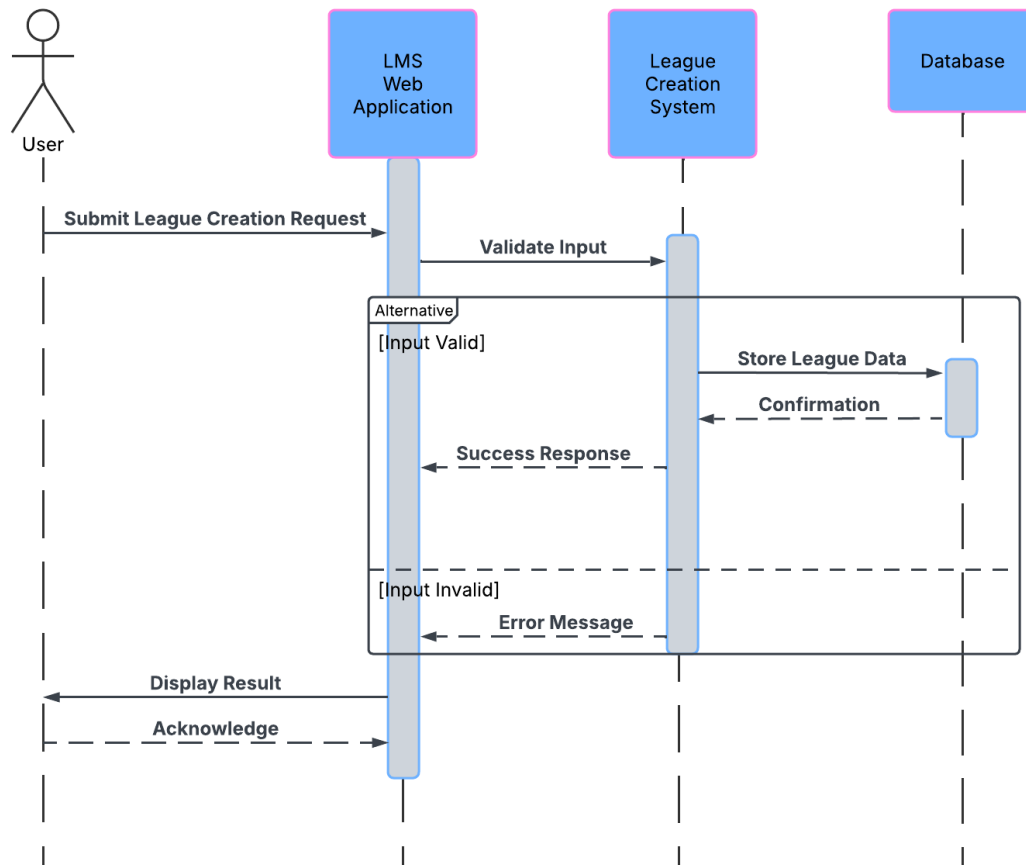 LMS
Web
Application
League
Creation
System
Database
User
Submit League Creation Request
Validate Input
Alternative
[Input Valid]
Store League Data
Confirmation
Success Response
[Input Invalid]
Error Message
Display Result
Acknowledge